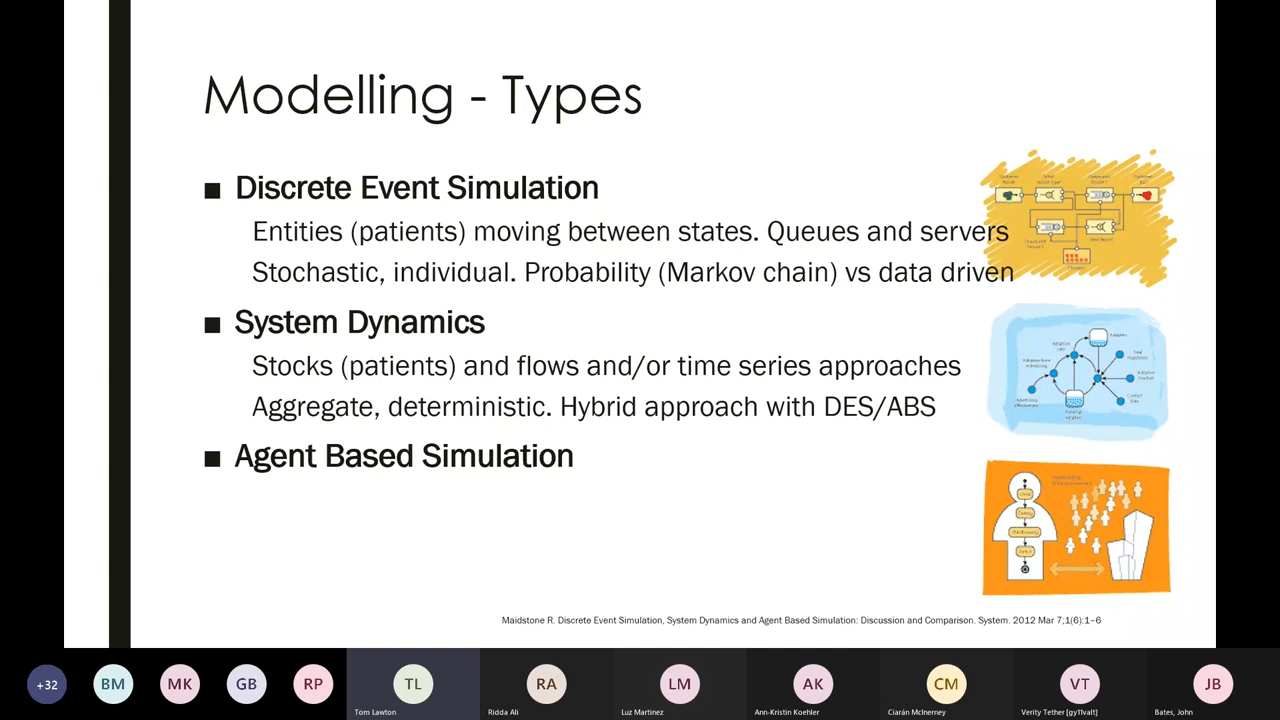 Modelling - Types
■ Discrete Event Simulation
Entities (patients) moving between states. Queues and servers
Stochastic, individual. Probability (Markov chain) vs data driven
■ System Dynamics
Stocks (patients) and flows and/or time series approaches
Aggregate, deterministic. Hybrid approach with DES/ABS
■ Agent Based Simulation
Maidstone R. Discrete Event Simulation, System Dynamics and Agent Based Simulation: Discussion and Comparison. System. 2012 Mar 7;1(6):1–6
+32 BM MK GB RP TL RA LM AK CM VT JB
Tom Lawton Ridda Ali Luz Martinez Ann-Kristin Koehler Ciarán McInerney Verity Tether [gy11valt] Bates, John